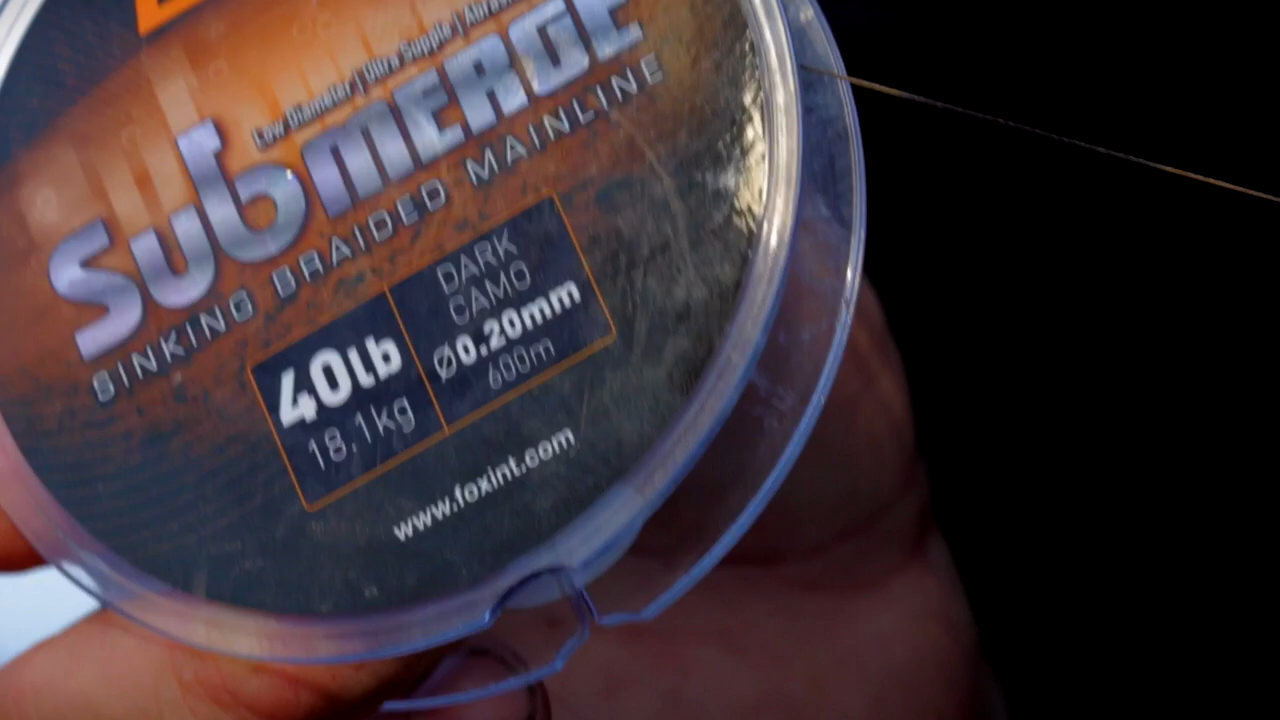 Low Diameter | Ultra Supple |
SUBMERGE
SINKING BRAIDED MAINLINE
40lb
18.1kg
DARK
CAMO
Ø0.20mm
600m
www.foxint.com